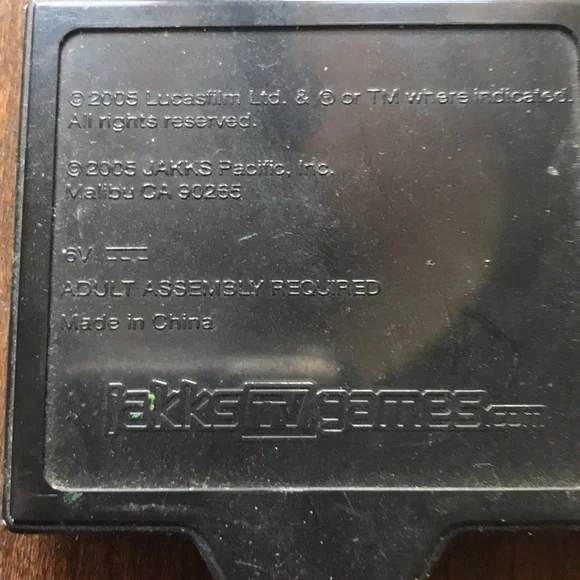 © 2005 Lucasfilm Ltd. & ® or TM where indicated.
All rights reserved.
© 2005 JAKKS Pacific, Inc.
Malibu CA 90265
6V
ADULT ASSEMBLY REQUIRED
Made in China
jakksTVgames.com